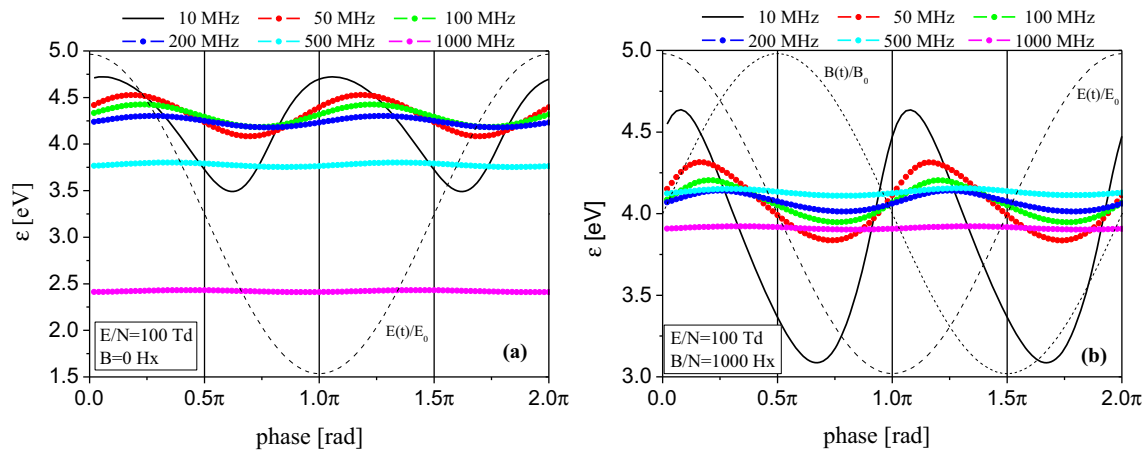 10 MHz 50 MHz 100 MHz
200 MHz 500 MHz 1000 MHz
5.0
4.5
4.0
3.5
3.0
2.5
2.0
1.5
ε [eV]
E(t)/E₀
E/N=100 Td
B=0 Hx
(a)
0.0 0.5π 1.0π 1.5π 2.0π
phase [rad]
10 MHz 50 MHz 100 MHz
200 MHz 500 MHz 1000 MHz
5.0
4.5
4.0
3.5
3.0
ε [eV]
B(t)/B₀
E(t)/E₀
E/N=100 Td
B/N=1000 Hx
(b)
0.0 0.5π 1.0π 1.5π 2.0π
phase [rad]